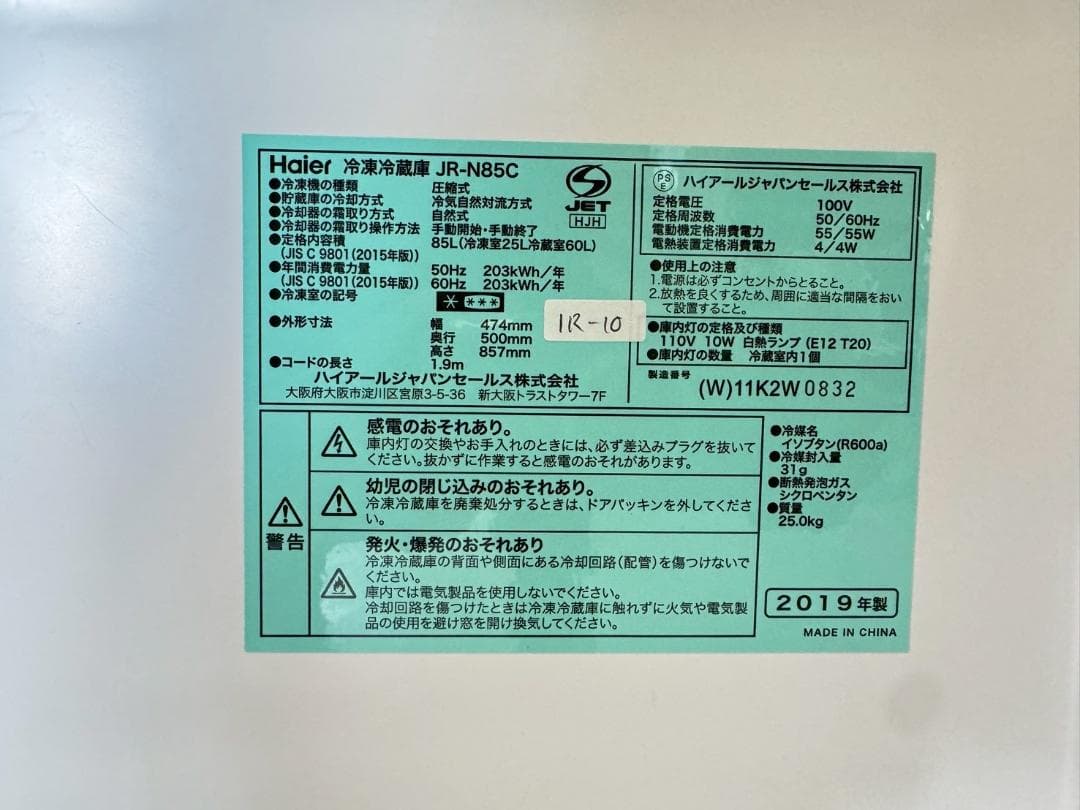 Haier 冷凍冷蔵庫 JR-N85C
●冷凍機の種類 圧縮式
●貯蔵庫の冷却方式 冷気自然対流方式
●冷却器の霜取り方式 自然式
●冷却器の霜取り操作方法 手動開始・手動終了
●定格内容積 85L(冷凍室25L冷蔵室60L)
(JIS C 9801(2015年版))
●年間消費電力量 50Hz 203kWh/年
(JIS C 9801(2015年版)) 60Hz 203kWh/年
●冷凍室の記号
●外形寸法 幅 474mm
奥行 500mm
高さ 857mm
●コードの長さ 1.9m
ハイアールジャパンセールス株式会社
大阪府大阪市淀川区宮原3-5-36 新大阪トラストタワー7F
JET
HJH
1R-10
PS
E
ハイアールジャパンセールス株式会社
定格電圧 100V
定格周波数 50/60Hz
電動機定格消費電力 55/55W
電熱装置定格消費電力 4/4W
●使用上の注意
1.電源は必ずコンセントからとること。
2.放熱を良くするため、周囲に適当な間隔をおい
て設置すること。
●庫内灯の定格及び種類
110V 10W 白熱ランプ(E12 T20)
●庫内灯の数量 冷蔵室内1個
製造番号
(W)11K2W0832
警告
感電のおそれあり。
庫内灯の交換やお手入れのときには、必ず差込みプラグを抜いて
ください。抜かずに作業すると感電のおそれがあります。
幼児の閉じ込みのおそれあり。
冷凍冷蔵庫を廃棄処分するときは、ドアパッキンを外してくださ
い。
発火・爆発のおそれあり
冷凍冷蔵庫の背面や側面にある冷却回路(配管)を傷つけないで
ください。
庫内では電気製品を使用しないでください。
冷却回路を傷つけたときは冷凍冷蔵庫に触れずに火気や電気製
品の使用を避け窓を開け換気してください。
●冷媒名
イソブタン(R600a)
●冷媒封入量
31g
●断熱発泡ガス
シクロペンタン
●質量
25.0kg
2019年製
MADE IN CHINA